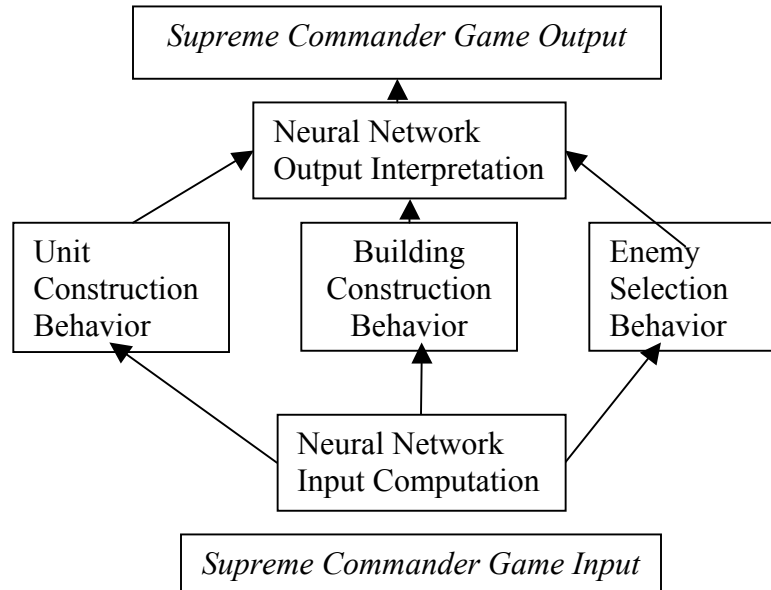 Supreme Commander Game Output
Neural Network
Output Interpretation
Unit
Construction
Behavior
Building
Construction
Behavior
Enemy
Selection
Behavior
Neural Network
Input Computation
Supreme Commander Game Input